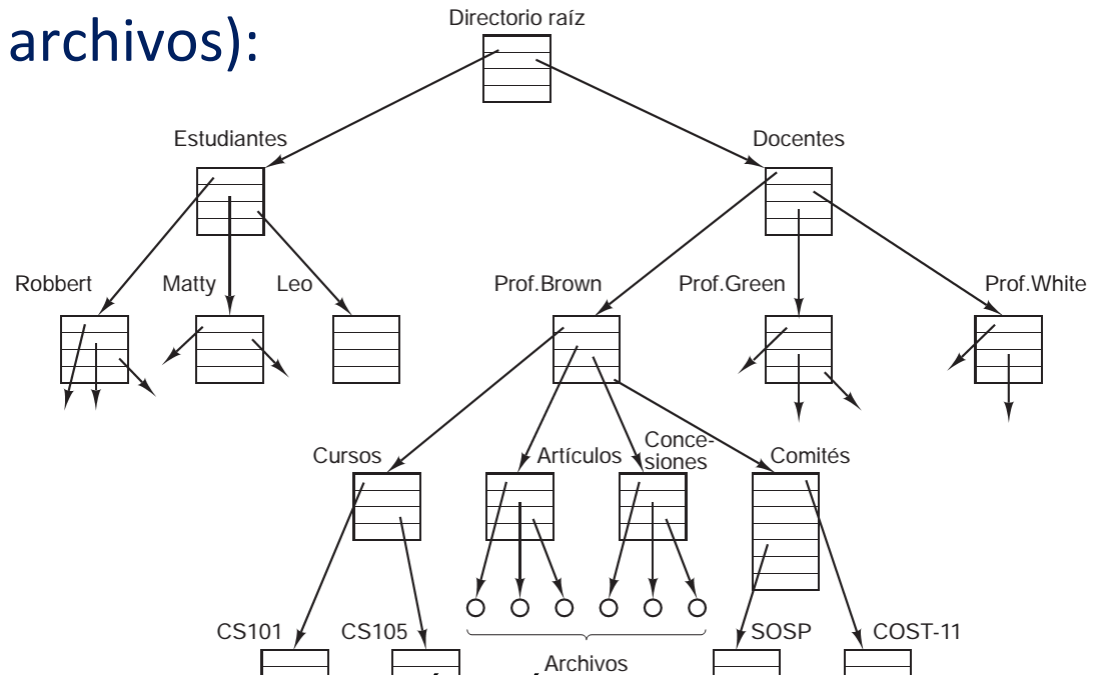 archivos):
Directorio raíz
Estudiantes
Docentes
Robbert
Matty
Leo
Prof.Brown
Prof.Green
Prof.White
Cursos
Artículos
Conce-
siones
Comités
CS101
CS105
SOSP
COST-11
Archivos